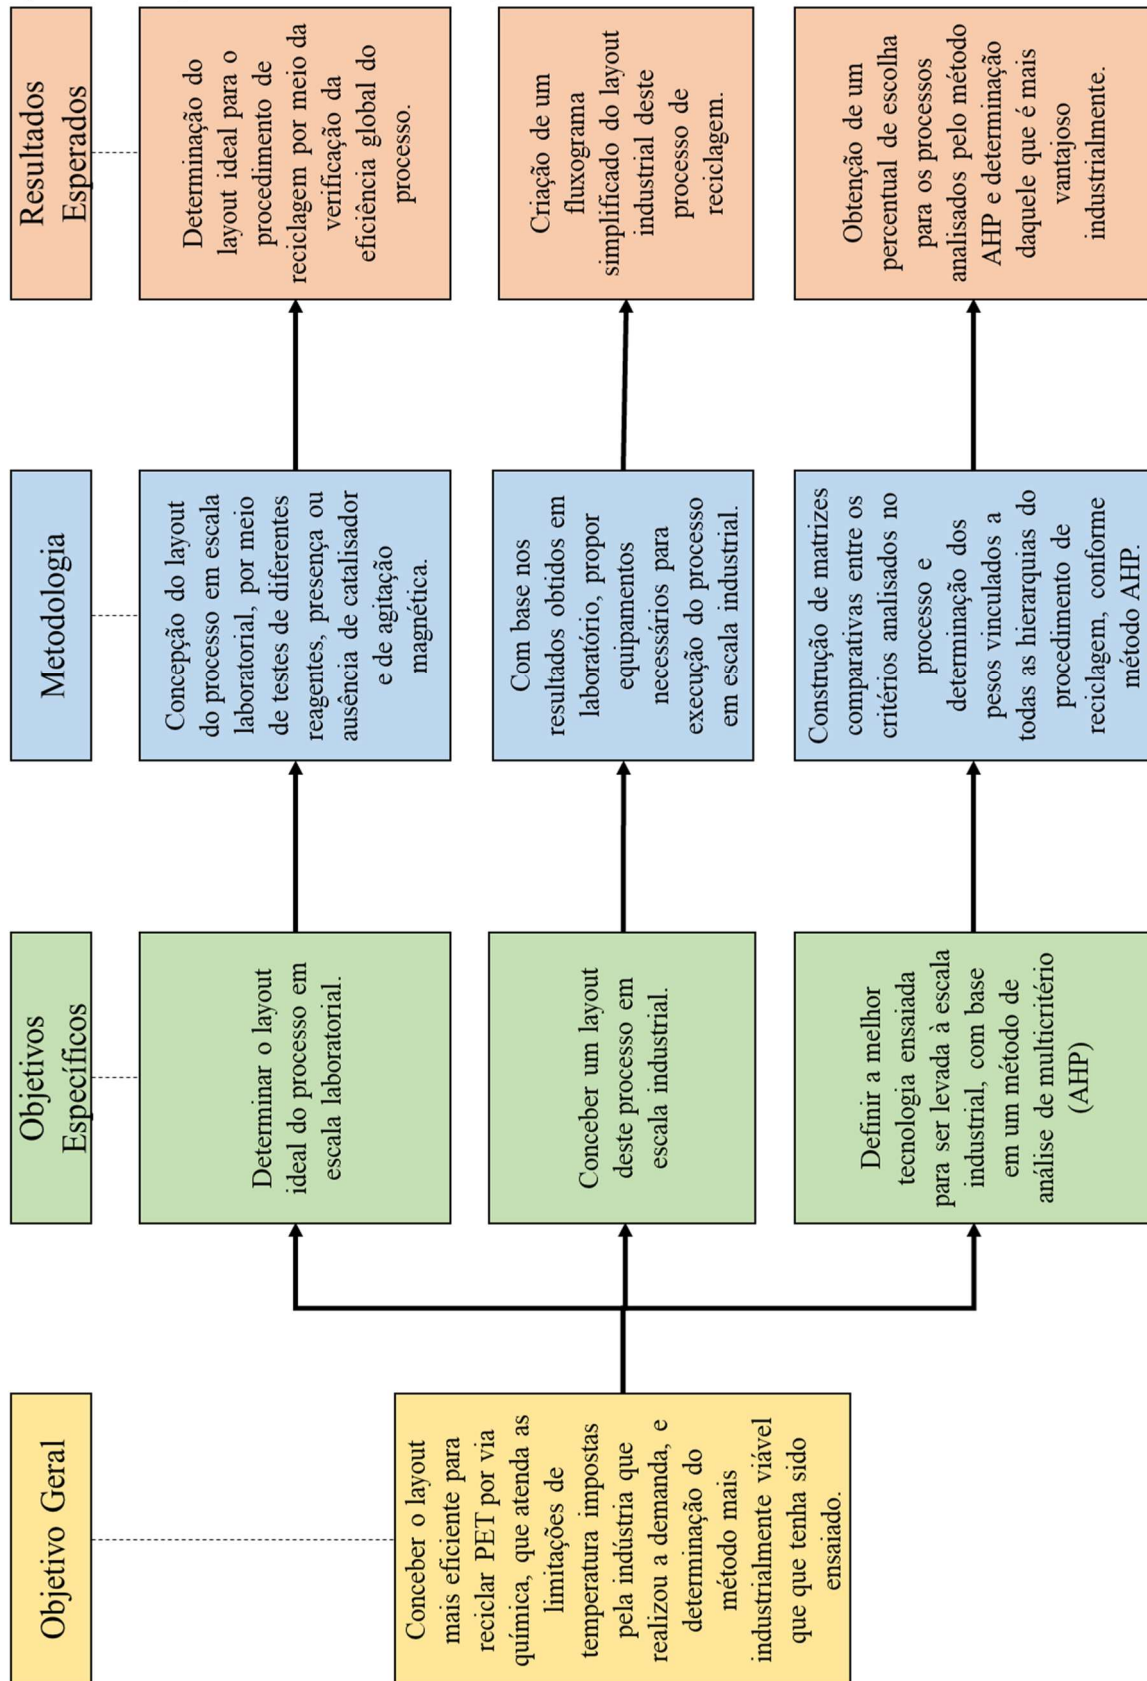 Objetivo Geral
Objetivos
Específicos
Metodologia
Resultados
Esperados
Conceber o layout
mais eficiente para
reciclar PET por via
química, que atenda as
limitações de
temperatura impostas
pela indústria que
realizou a demanda, e
determinação do
método mais
industrialmente viável
que que tenha sido
ensaiado.
Determinar o layout
ideal do processo em
escala laboratorial.
Concepção do layout
do processo em escala
laboratorial, por meio
de testes de diferentes
reagentes, presença ou
ausência de catalisador
e de agitação
magnética.
Determinação do
layout ideal para o
procedimento de
reciclagem por meio da
verificação da
eficiência global do
processo.
Conceber um layout
deste processo em
escala industrial.
Com base nos
resultados obtidos em
laboratório, propor
equipamentos
necessários para
execução do processo
em escala industrial.
Criação de um
fluxograma
simplificado do layout
industrial deste
processo de
reciclagem.
Definir a melhor
tecnologia ensaiada
para ser levada à escala
industrial, com base
em um método de
análise de multicritério
(AHP)
Construção de matrizes
comparativas entre os
critérios analisados no
processo e
determinação dos
pesos vinculados a
todas as hierarquias do
procedimento de
reciclagem, conforme
método AHP.
Obtenção de um
percentual de escolha
para os processos
analisados pelo método
AHP e determinação
daquele que é mais
vantajoso
industrialmente.